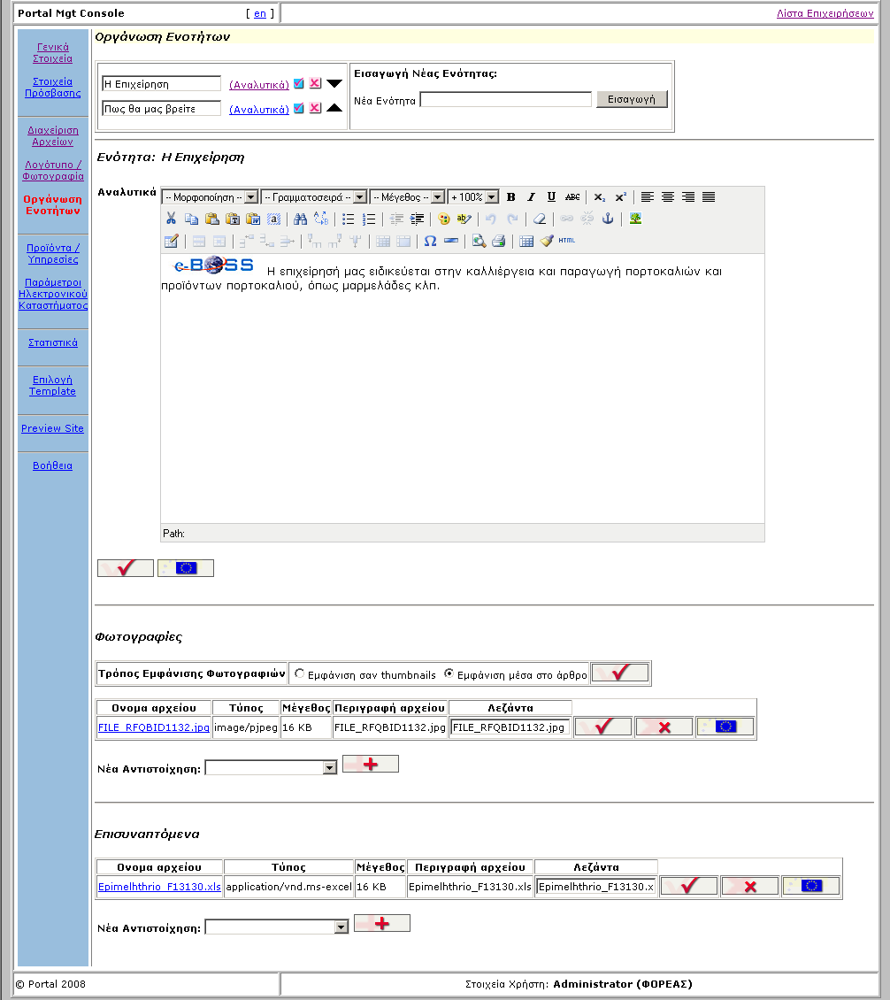 Portal Mgt Console [ en ] Λίστα Επιχειρήσεων
Γενικά
Στοιχεία
Στοιχεία
Πρόσβασης
Διαχείριση
Αρχείων
Λογότυπο /
Φωτογραφία
Οργάνωση
Ενοτήτων
Προϊόντα /
Υπηρεσίες
Παράμετροι
Ηλεκτρονικού
Καταστήματος
Στατιστικά
Επιλογή
Template
Preview Site
Βοήθεια
Οργάνωση Ενοτήτων
Η Επιχείρηση (Αναλυτικά)
Πως θα μας βρείτε (Αναλυτικά)
Εισαγωγή Νέας Ενότητας:
Νέα Ενότητα Εισαγωγή
Ενότητα: Η Επιχείρηση
Αναλυτικά
-- Μορφοποίηση -- -- Γραμματοσειρά -- -- Μέγεθος -- + 100% B I U ABC x₂ x²
HTML
e-BOSS Η επιχείρησή μας ειδικεύεται στην καλλιέργεια και παραγωγή πορτοκαλιών και
προϊόντων πορτοκαλιού, όπως μαρμελάδες κλπ.
Path:
Φωτογραφίες
Τρόπος Εμφάνισης Φωτογραφιών Εμφάνιση σαν thumbnails Εμφάνιση μέσα στο άρθρο
Ονομα αρχείου Τύπος Μέγεθος Περιγραφή αρχείου Λεζάντα
FILE_RFQBID1132.jpg image/pjpeg 16 KB FILE_RFQBID1132.jpg FILE_RFQBID1132.jpg
Νέα Αντιστοίχηση:
Επισυναπτόμενα
Ονομα αρχείου Τύπος Μέγεθος Περιγραφή αρχείου Λεζάντα
Epimelhthrio_F13130.xls application/vnd.ms-excel 16 KB Epimelhthrio_F13130.xls Epimelhthrio_F13130.x
Νέα Αντιστοίχηση:
© Portal 2008 Στοιχεία Χρήστη: Administrator (ΦΟΡΕΑΣ)